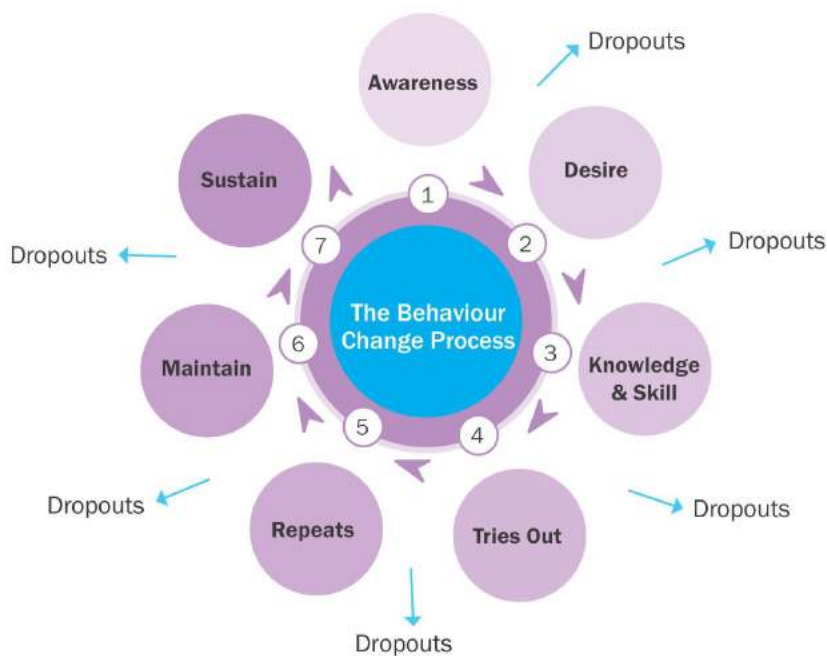 Dropouts
Awareness
Desire
Sustain
1
2
7
Dropouts
Dropouts
The Behaviour
Change Process
6
3
Maintain
Knowledge
& Skill
5
4
Dropouts
Dropouts
Repeats
Tries Out
Dropouts